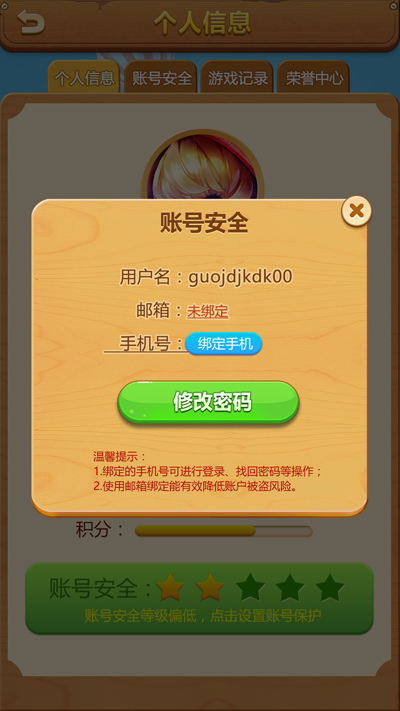 个人信息
个人信息 账号安全 游戏记录 荣誉中心
账号安全
用户名：guojdjkdk00
邮箱：未绑定
手机号：绑定手机
修改密码
温馨提示：
1.绑定的手机号可进行登录、找回密码等操作；
2.使用邮箱绑定能有效降低账户被盗风险。
积分：
账号安全：
账号安全等级偏低，点击设置账号保护